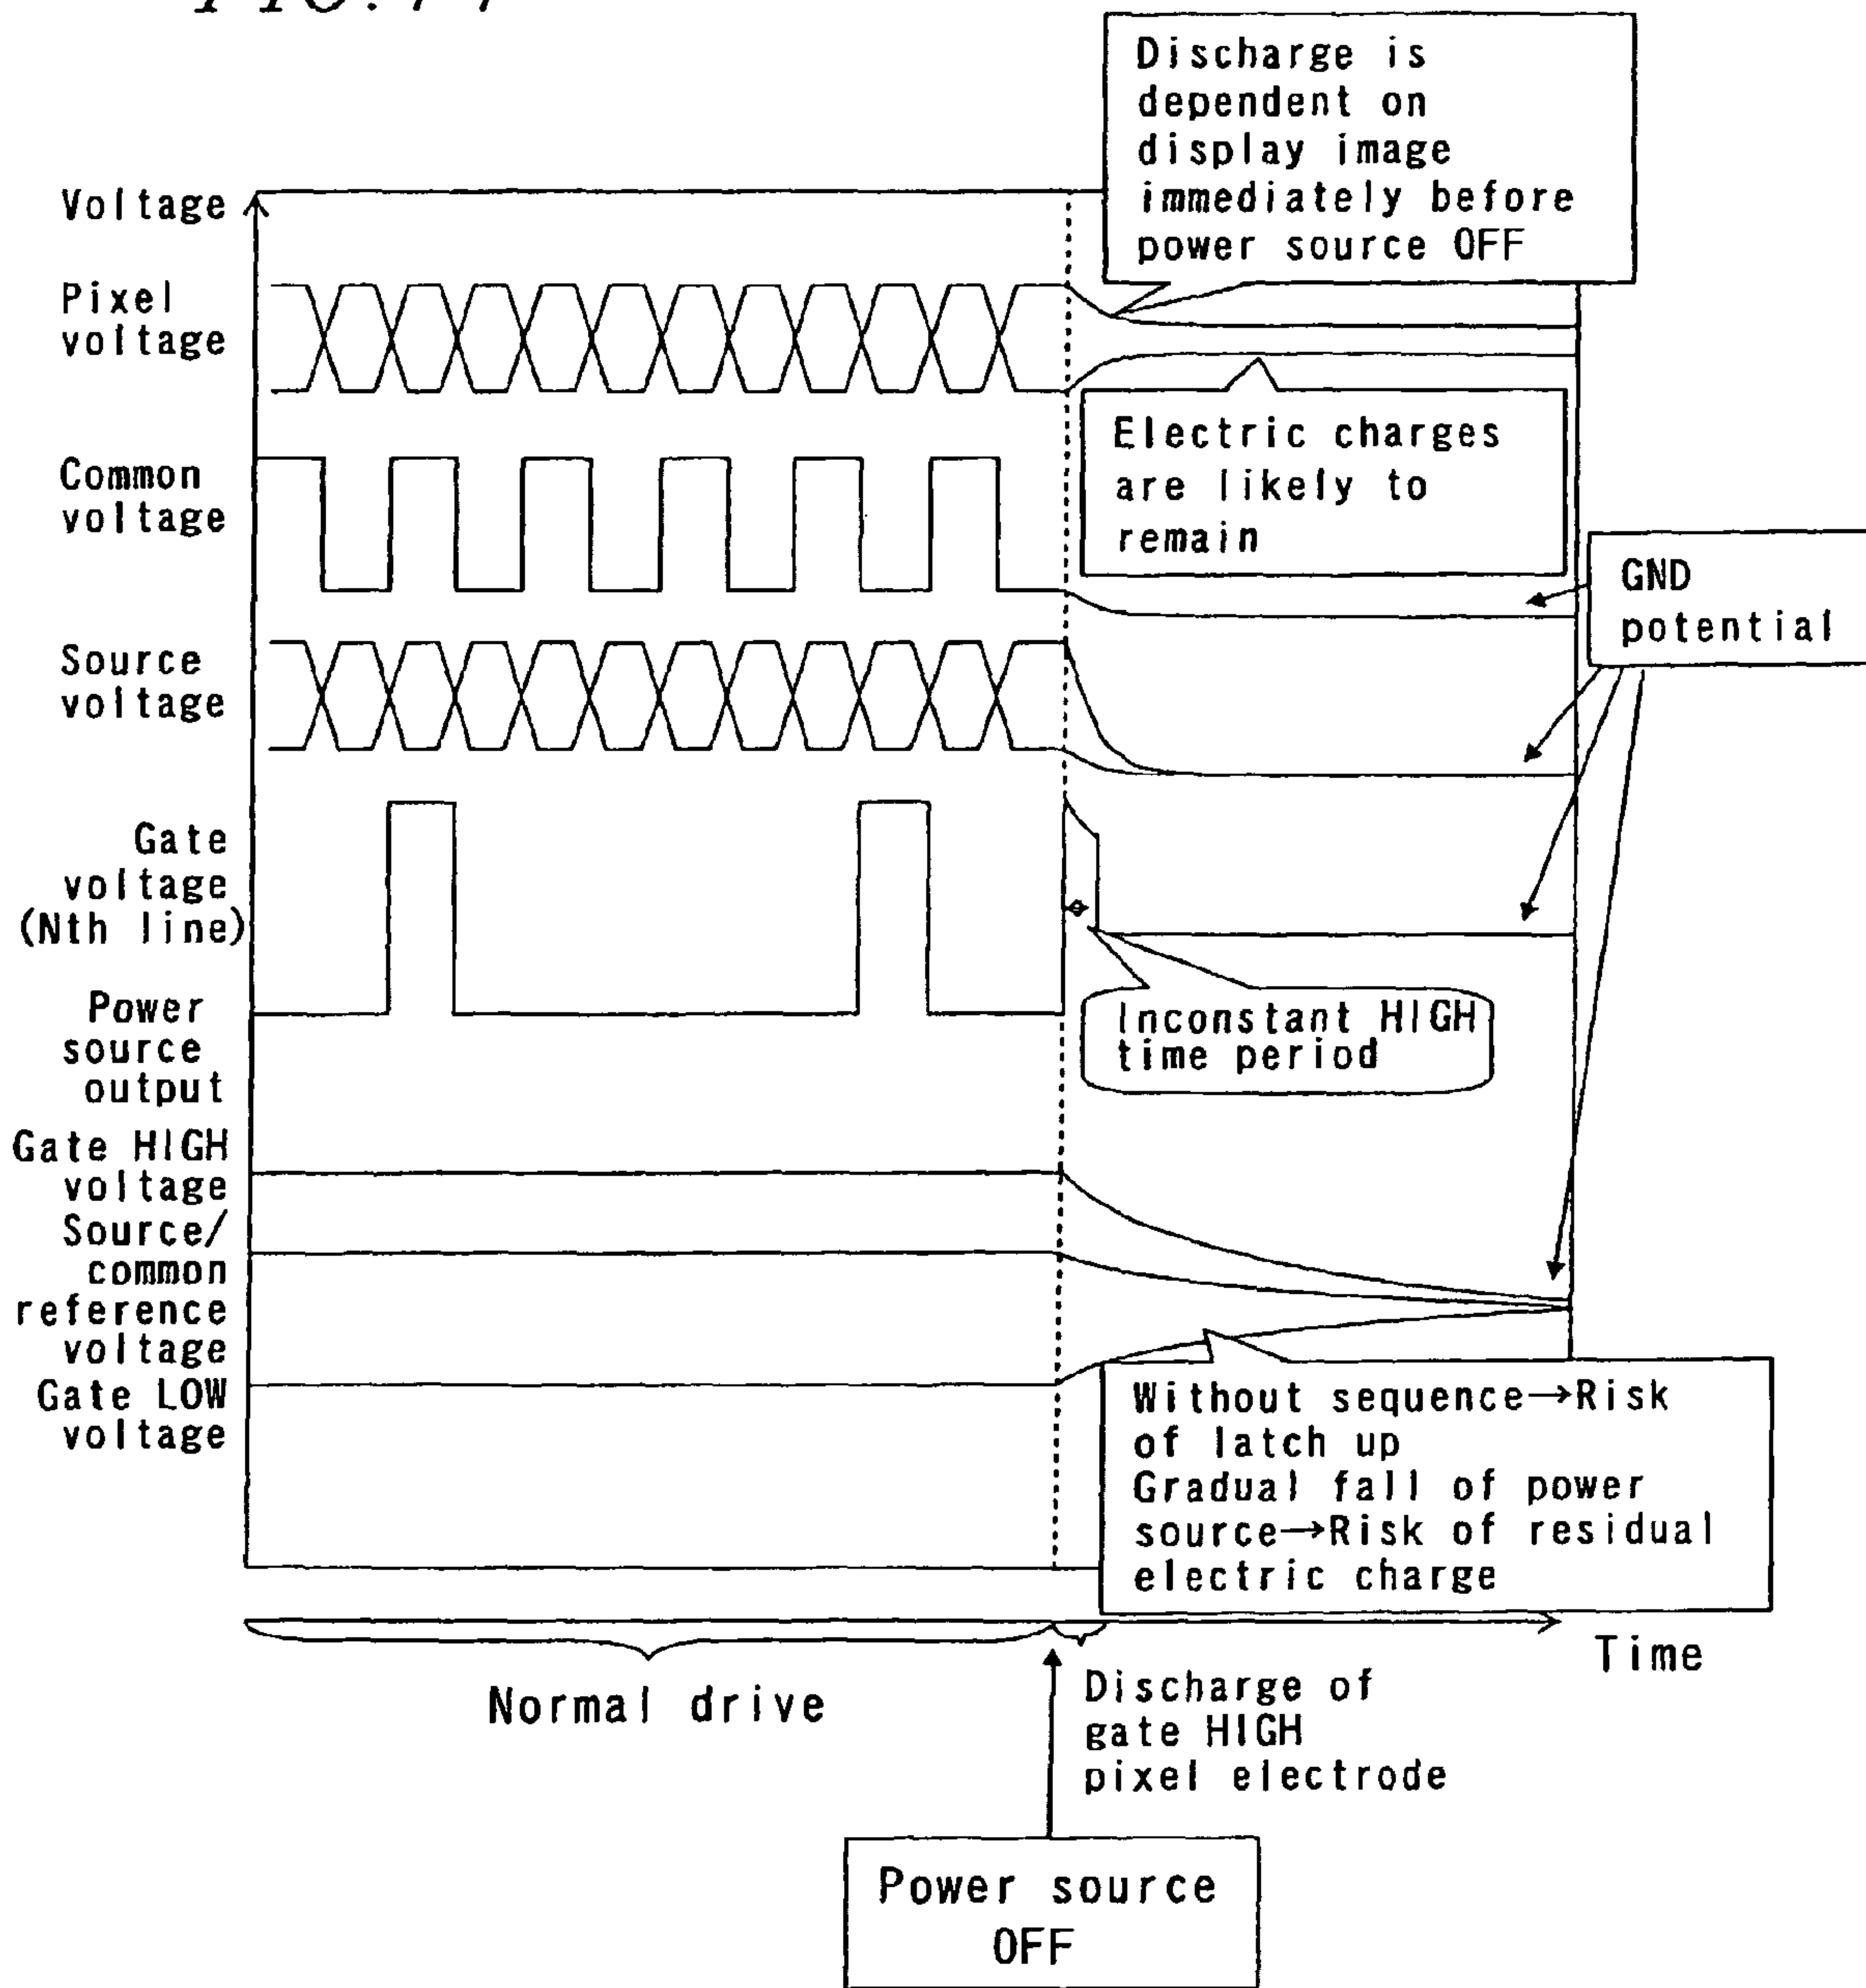 Discharge is
dependent on
display image
immediately before
power source OFF
Voltage
Pixel
voltage
Electric charges
are likely to
remain
Common
voltage
GND
potential
Source
voltage
Gate
voltage
(Nth line)
Inconstant HIGH
time period
Power
source
output
Gate HIGH
voltage
Source/
common
reference
voltage
Gate LOW
voltage
Without sequence→Risk
of latch up
Gradual fall of power
source→Risk of residual
electric charge
Time
Normal drive
Discharge of
gate HIGH
pixel electrode
Power source
OFF